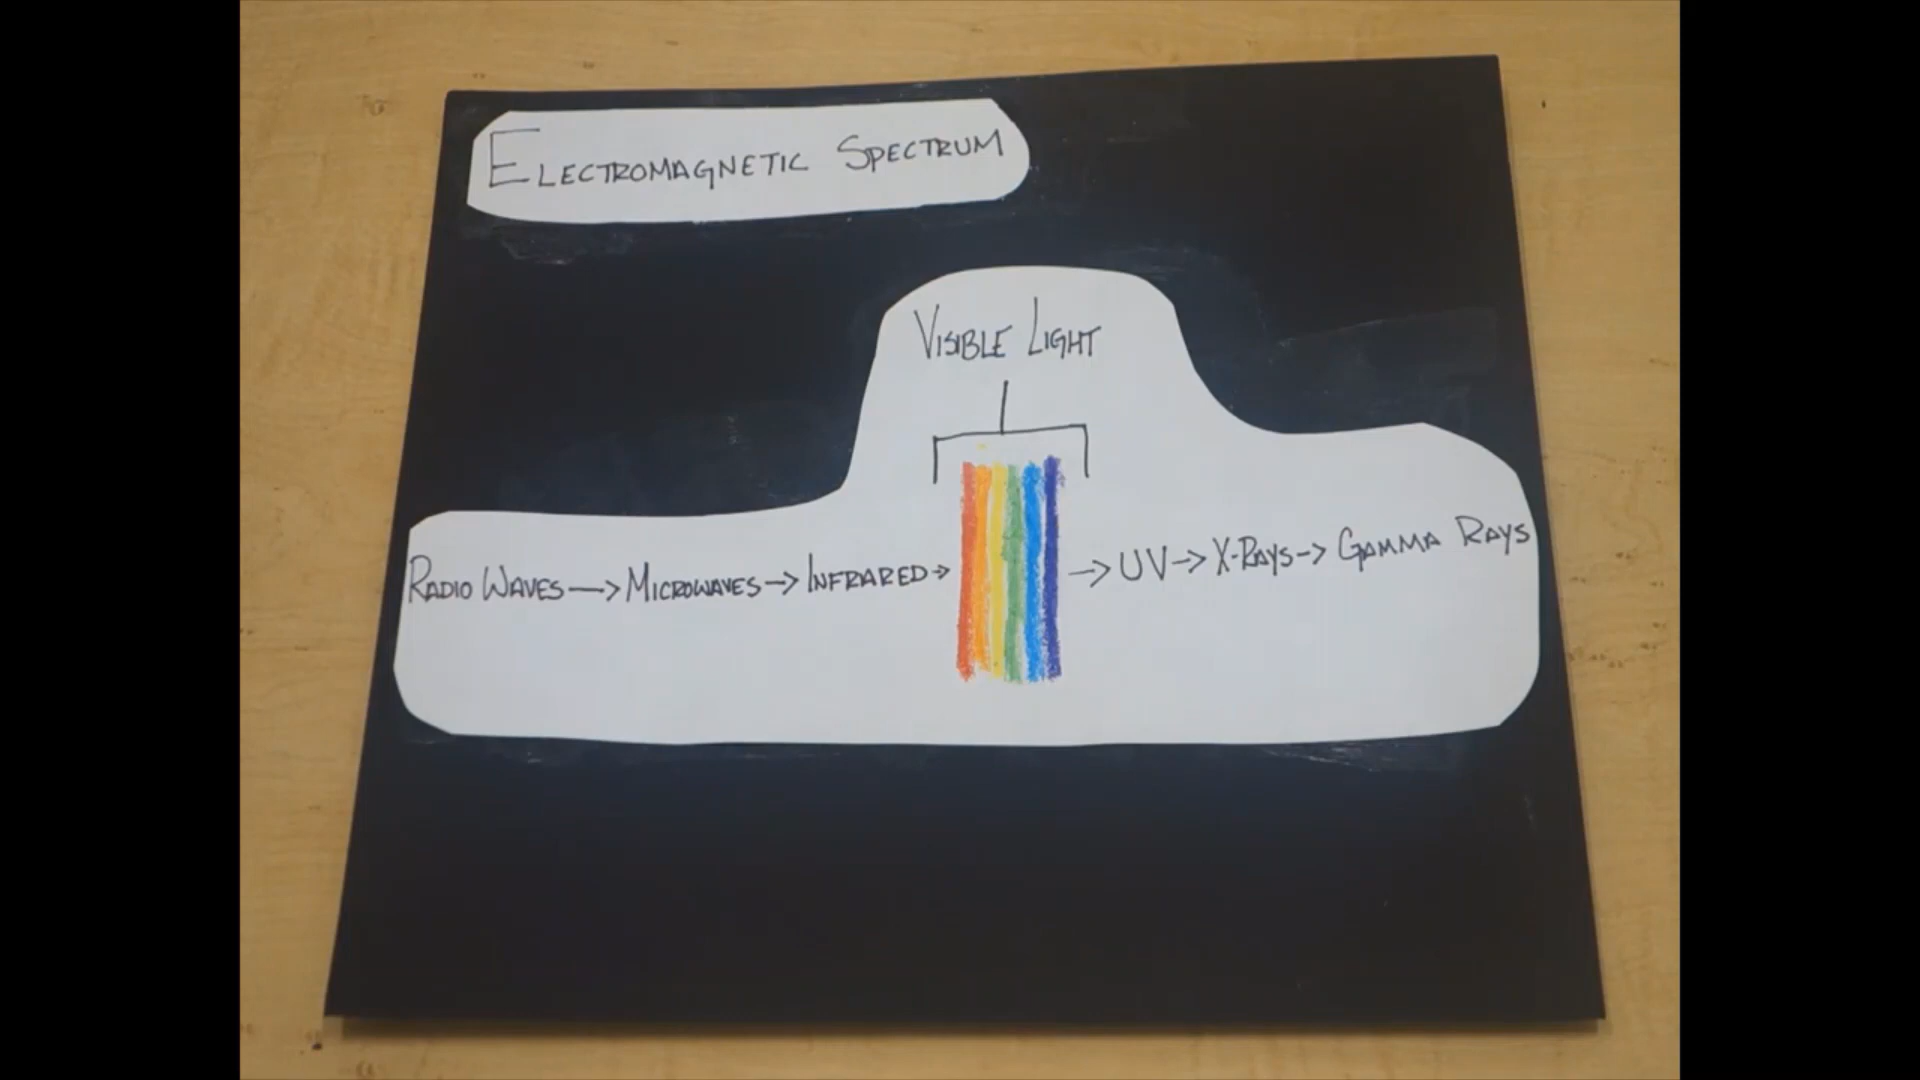 ELECTROMAGNETIC SPECTRUM
VISIBLE LIGHT
RADIO WAVES → MICROWAVES → INFRARED → → UV → X-RAYS → GAMMA RAYS